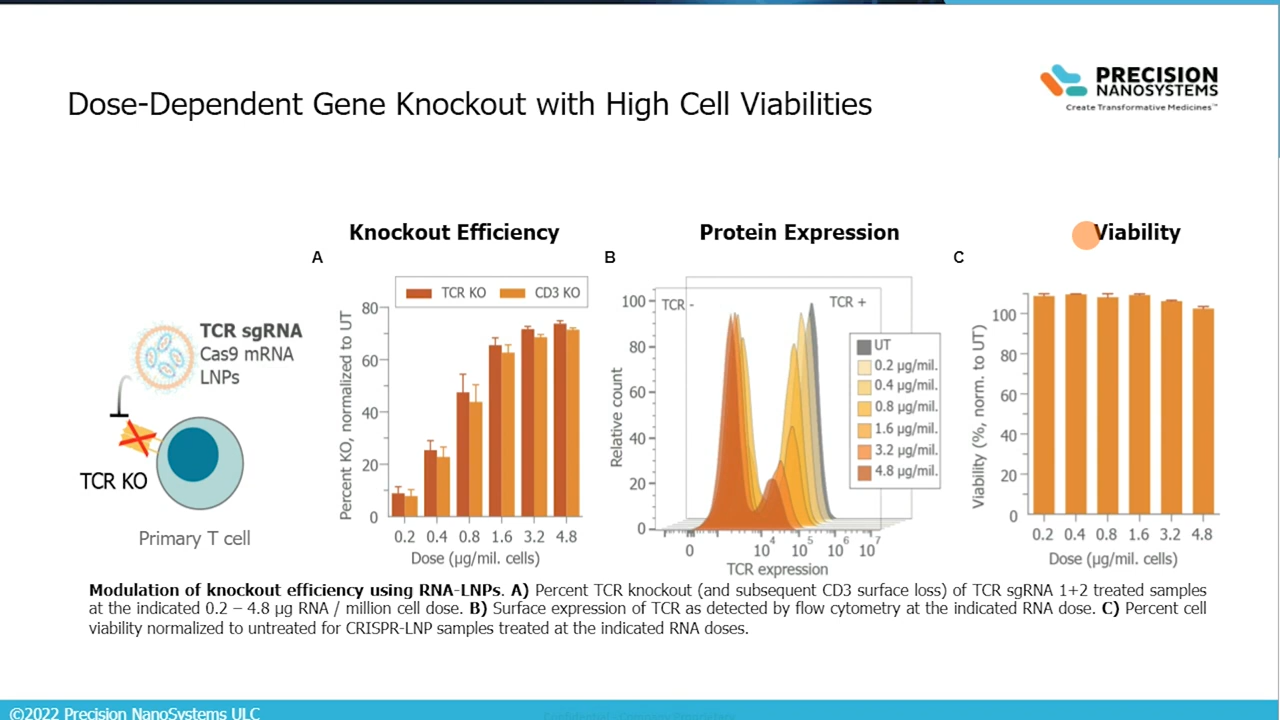 PRECISION
NANOSYSTEMS
Create Transformative Medicines™
Dose-Dependent Gene Knockout with High Cell Viabilities
TCR sgRNA
Cas9 mRNA
LNPs
TCR KO
Primary T cell
Knockout Efficiency
A
TCR KO CD3 KO
Percent KO, normalized to UT
80
60
40
20
0
0.2 0.4 0.8 1.6 3.2 4.8
Dose (µg/mil. cells)
Protein Expression
B
TCR - TCR +
Relative count
100
80
60
40
20
0
0 10^4 10^5 10^6 10^7
TCR expression
UT
0.2 µg/mil.
0.4 µg/mil.
0.8 µg/mil.
1.6 µg/mil.
3.2 µg/mil.
4.8 µg/mil.
Viability
C
Viability (%, norm. to UT)
100
80
60
40
20
0
0.2 0.4 0.8 1.6 3.2 4.8
Dose (µg/mil. cells)
Modulation of knockout efficiency using RNA-LNPs. A) Percent TCR knockout (and subsequent CD3 surface loss) of TCR sgRNA 1+2 treated samples
at the indicated 0.2 – 4.8 µg RNA / million cell dose. B) Surface expression of TCR as detected by flow cytometry at the indicated RNA dose. C) Percent cell
viability normalized to untreated for CRISPR-LNP samples treated at the indicated RNA doses.
©2022 Precision NanoSystems ULC